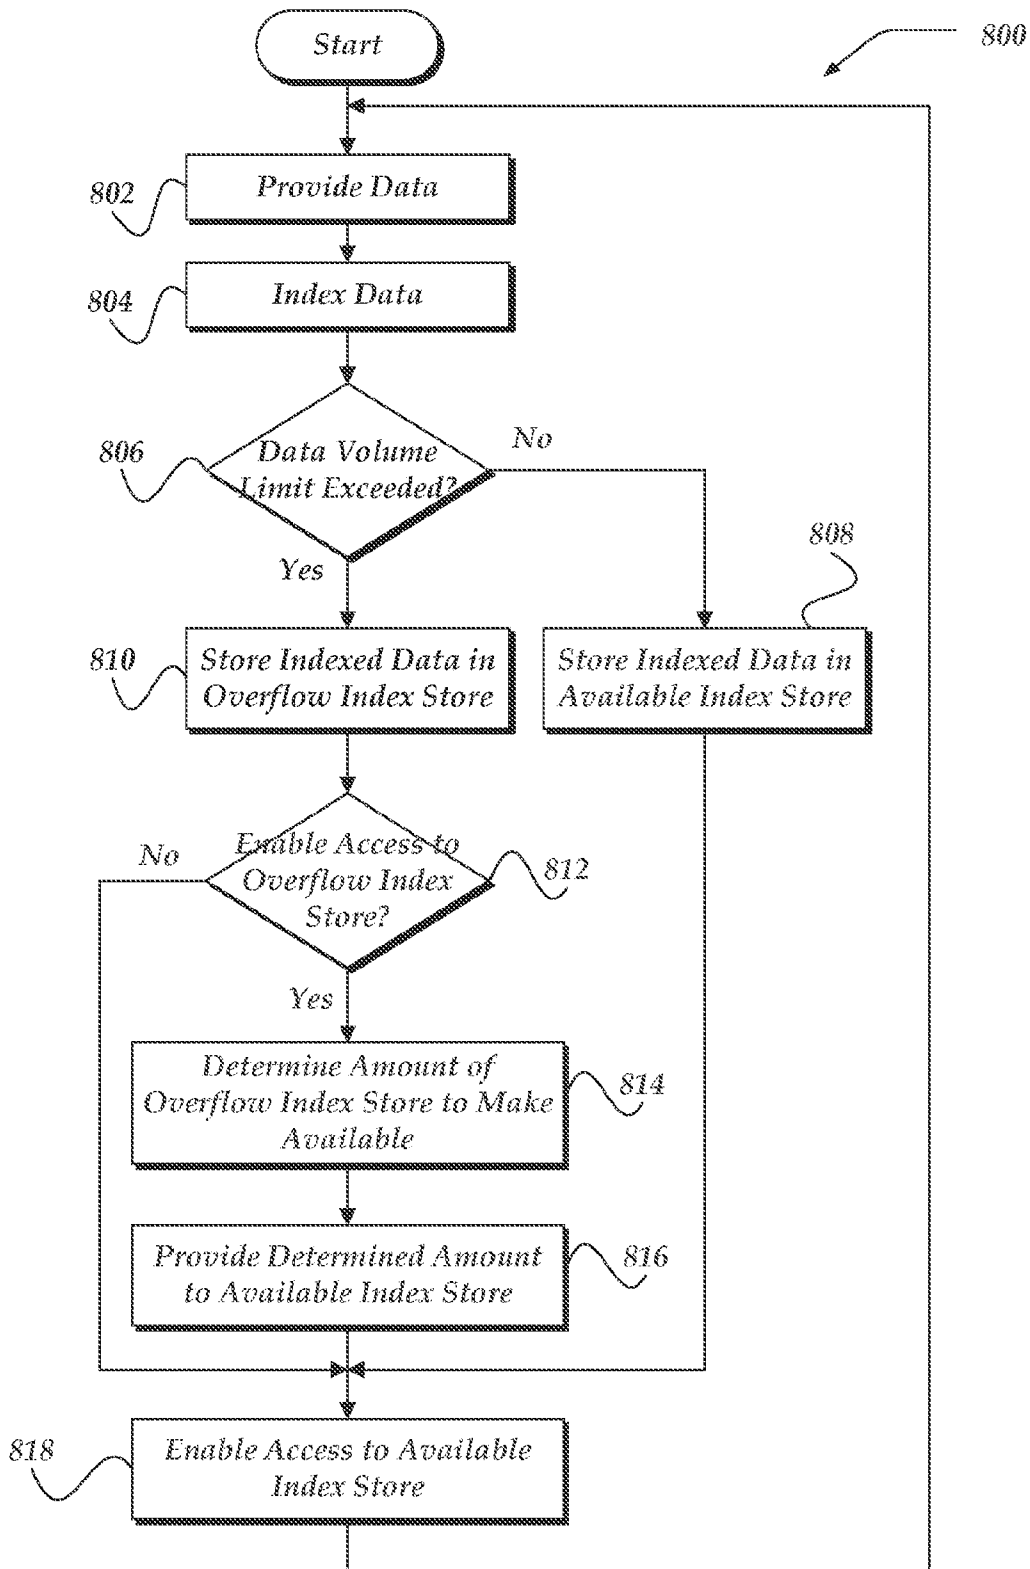 Start
800
802
Provide Data
804
Index Data
806
Data Volume
Limit Exceeded?
No
Yes
808
810
Store Indexed Data in
Overflow Index Store
Store Indexed Data in
Available Index Store
No
Enable Access to
Overflow Index
Store?
812
Yes
Determine Amount of
Overflow Index Store to Make
Available
814
Provide Determined Amount
to Available Index Store
816
818
Enable Access to Available
Index Store